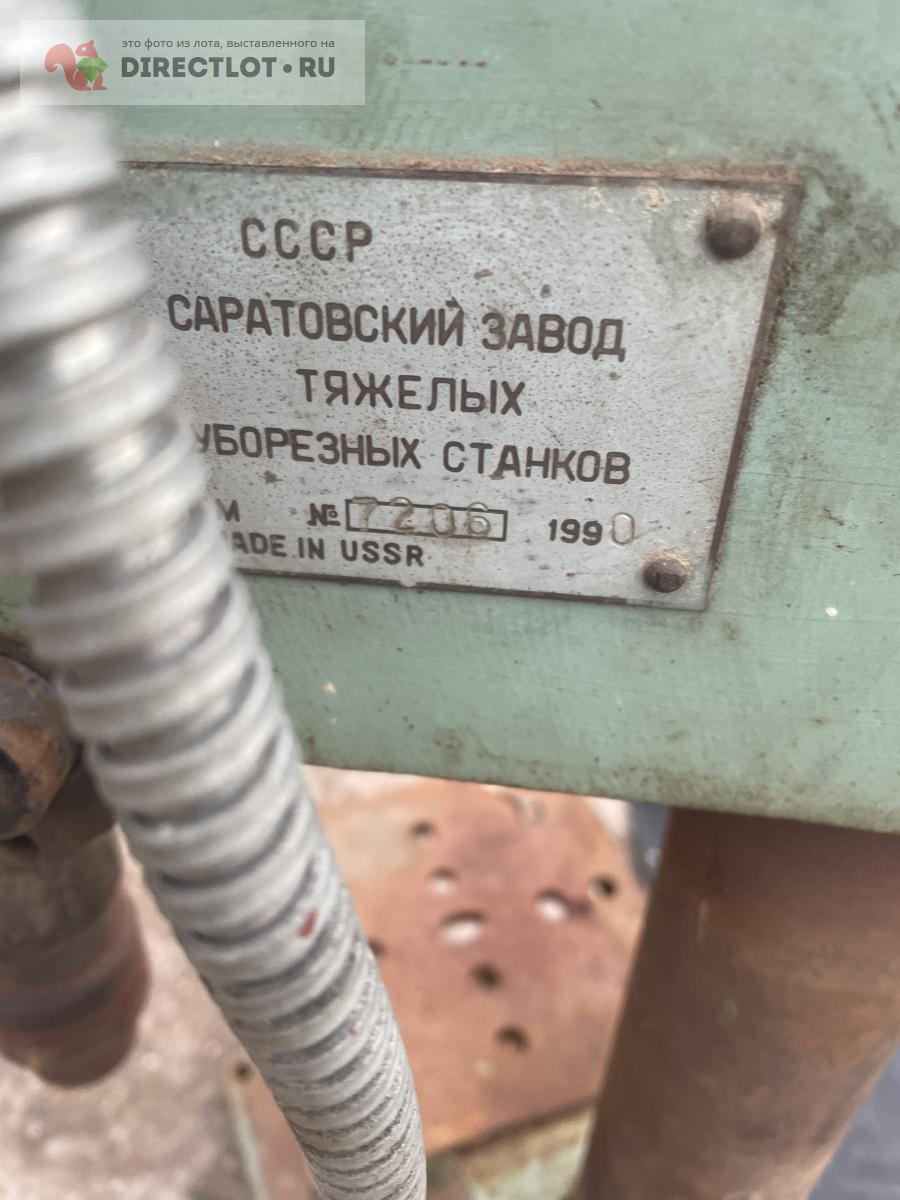 это фото из лота, выставленного на
DIRECTLOT•RU
СССР
САРАТОВСКИЙ ЗАВОД
ТЯЖЕЛЫХ
УБОРЕЗНЫХ СТАНКОВ
М № 7206 1990
ADE IN USSR